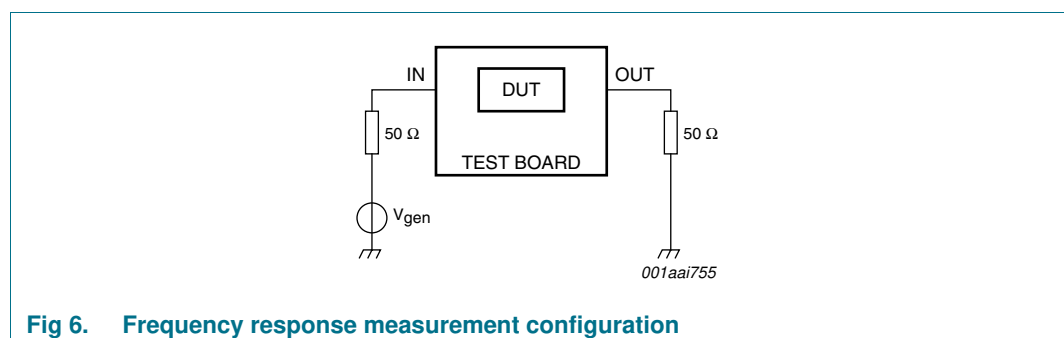 IN
OUT
DUT
50 Ω
50 Ω
TEST BOARD
Vgen
001aai755
Fig 6. Frequency response measurement configuration